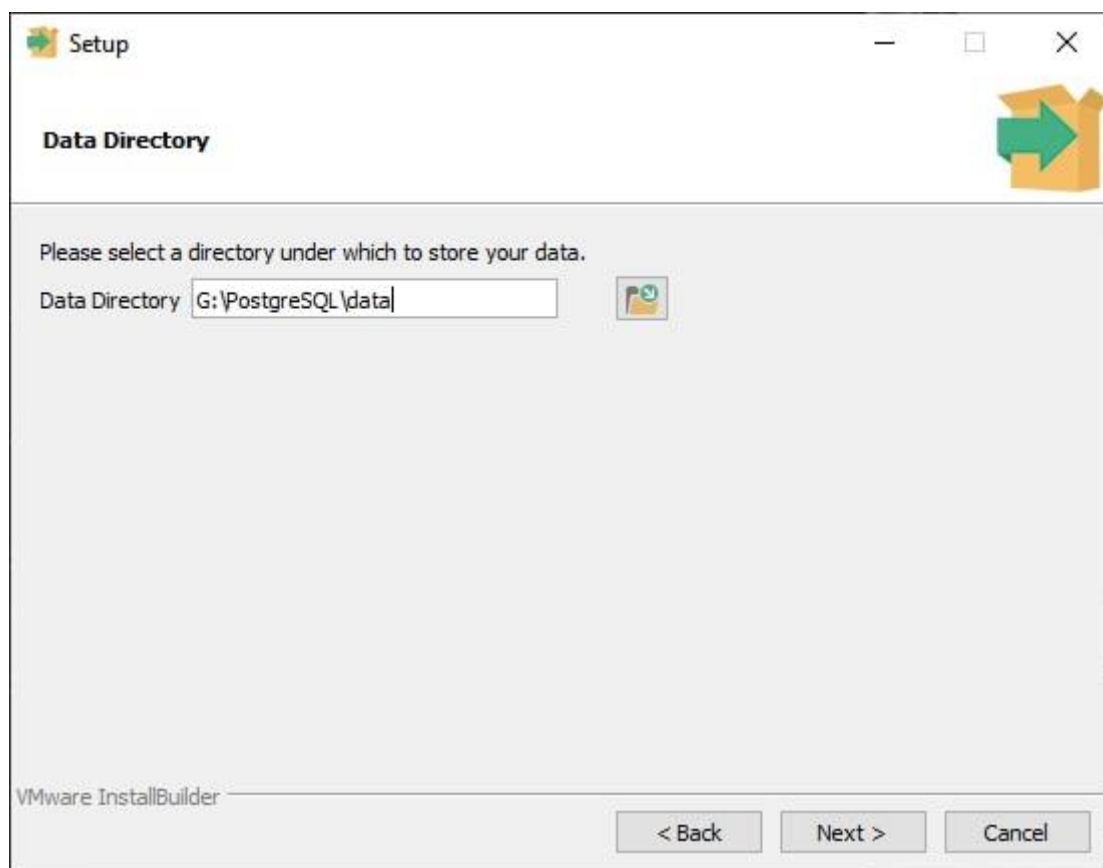 Setup
Data Directory
Please select a directory under which to store your data.
Data Directory G:\PostgreSQL\data
VMware InstallBuilder
< Back Next > Cancel